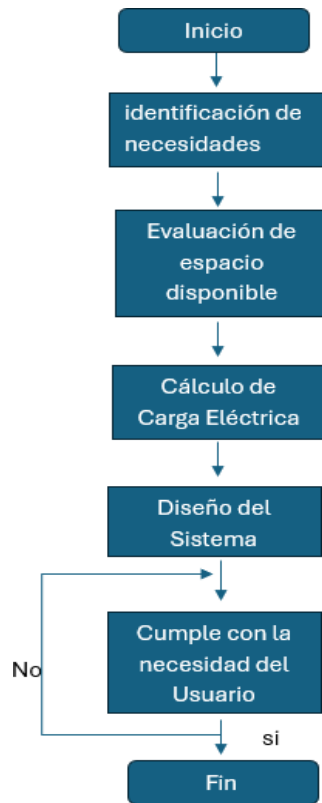 Inicio
identificación de
necesidades
Evaluación de
espacio
disponible
Cálculo de
Carga Eléctrica
Diseño del
Sistema
Cumple con la
necesidad del
Usuario
No
si
Fin